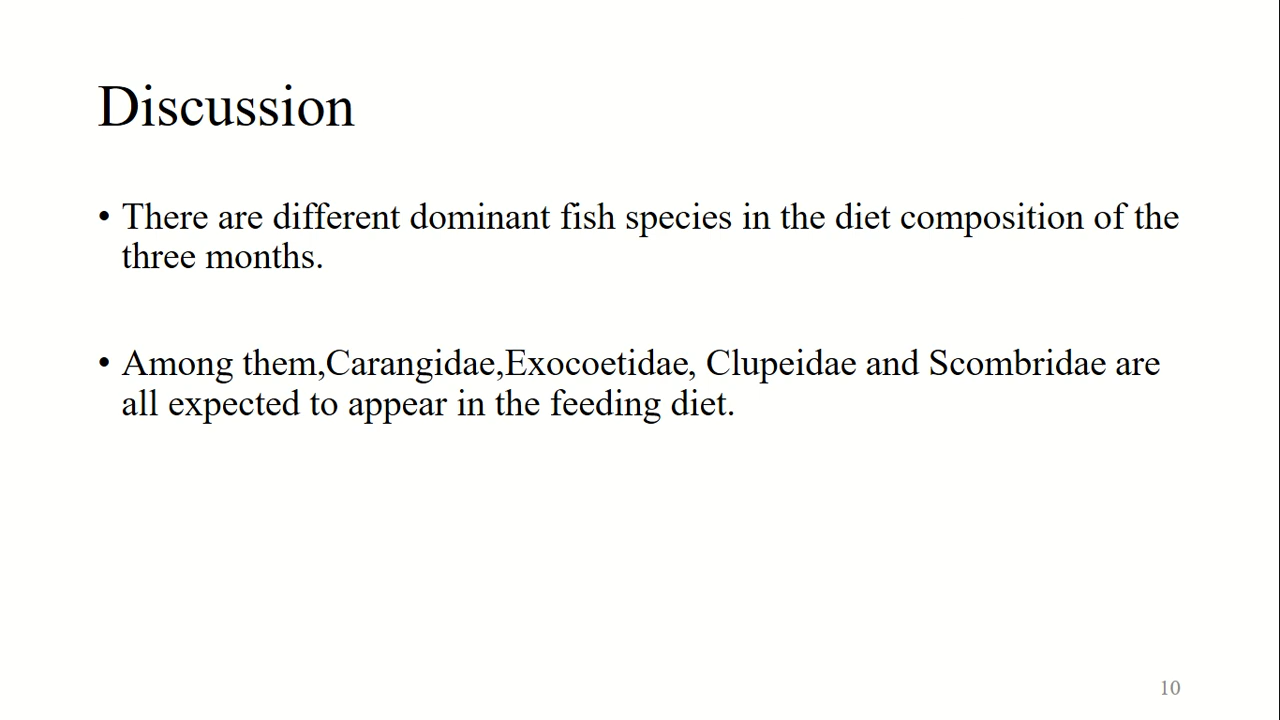 Discussion
• There are different dominant fish species in the diet composition of the
three months.
• Among them,Carangidae,Exocoetidae, Clupeidae and Scombridae are
all expected to appear in the feeding diet.
10